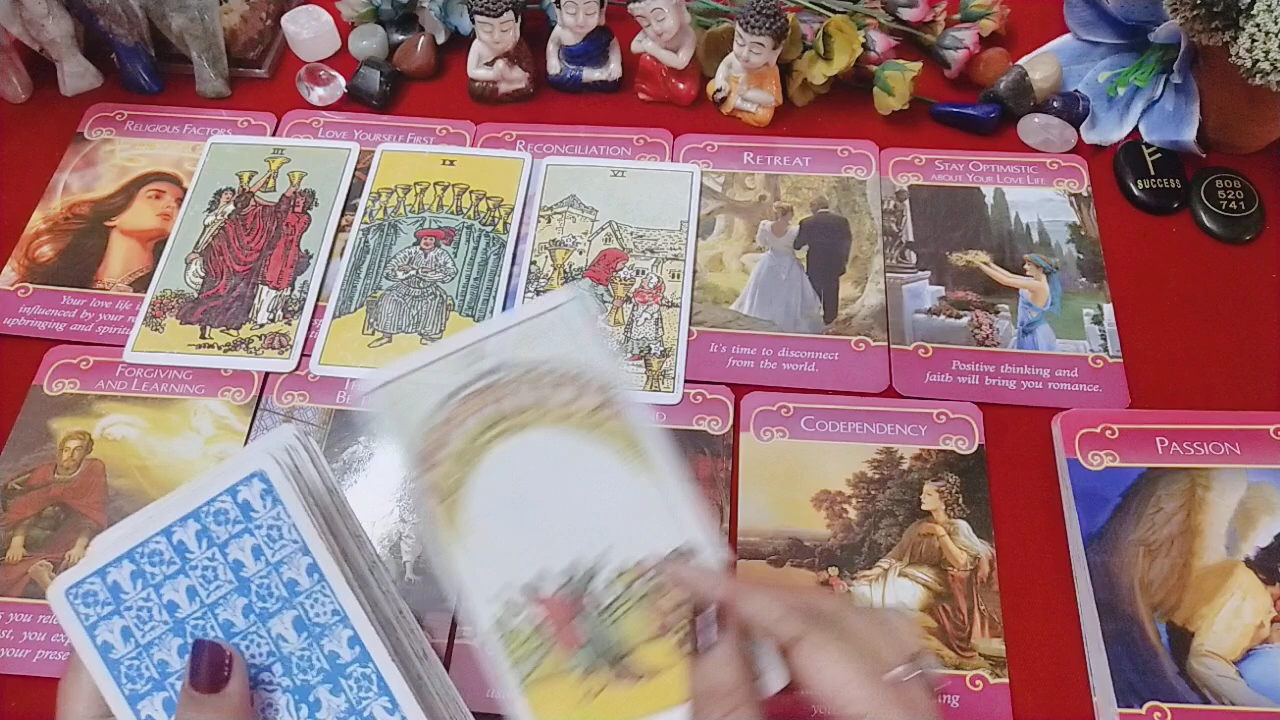 RELIGIOUS FACTORS
LOVE YOURSELF FIRST
RECONCILIATION
RETREAT
STAY OPTIMISTIC
ABOUT YOUR LOVE LIFE
III
IX
VI
SUCCESS
808
520
741
Your love life
influenced by your
upbringing and
It's time to disconnect
from the world.
Positive thinking and
faith will bring you romance.
FORGIVING
AND LEARNING
CODEPENDENCY
PASSION
you